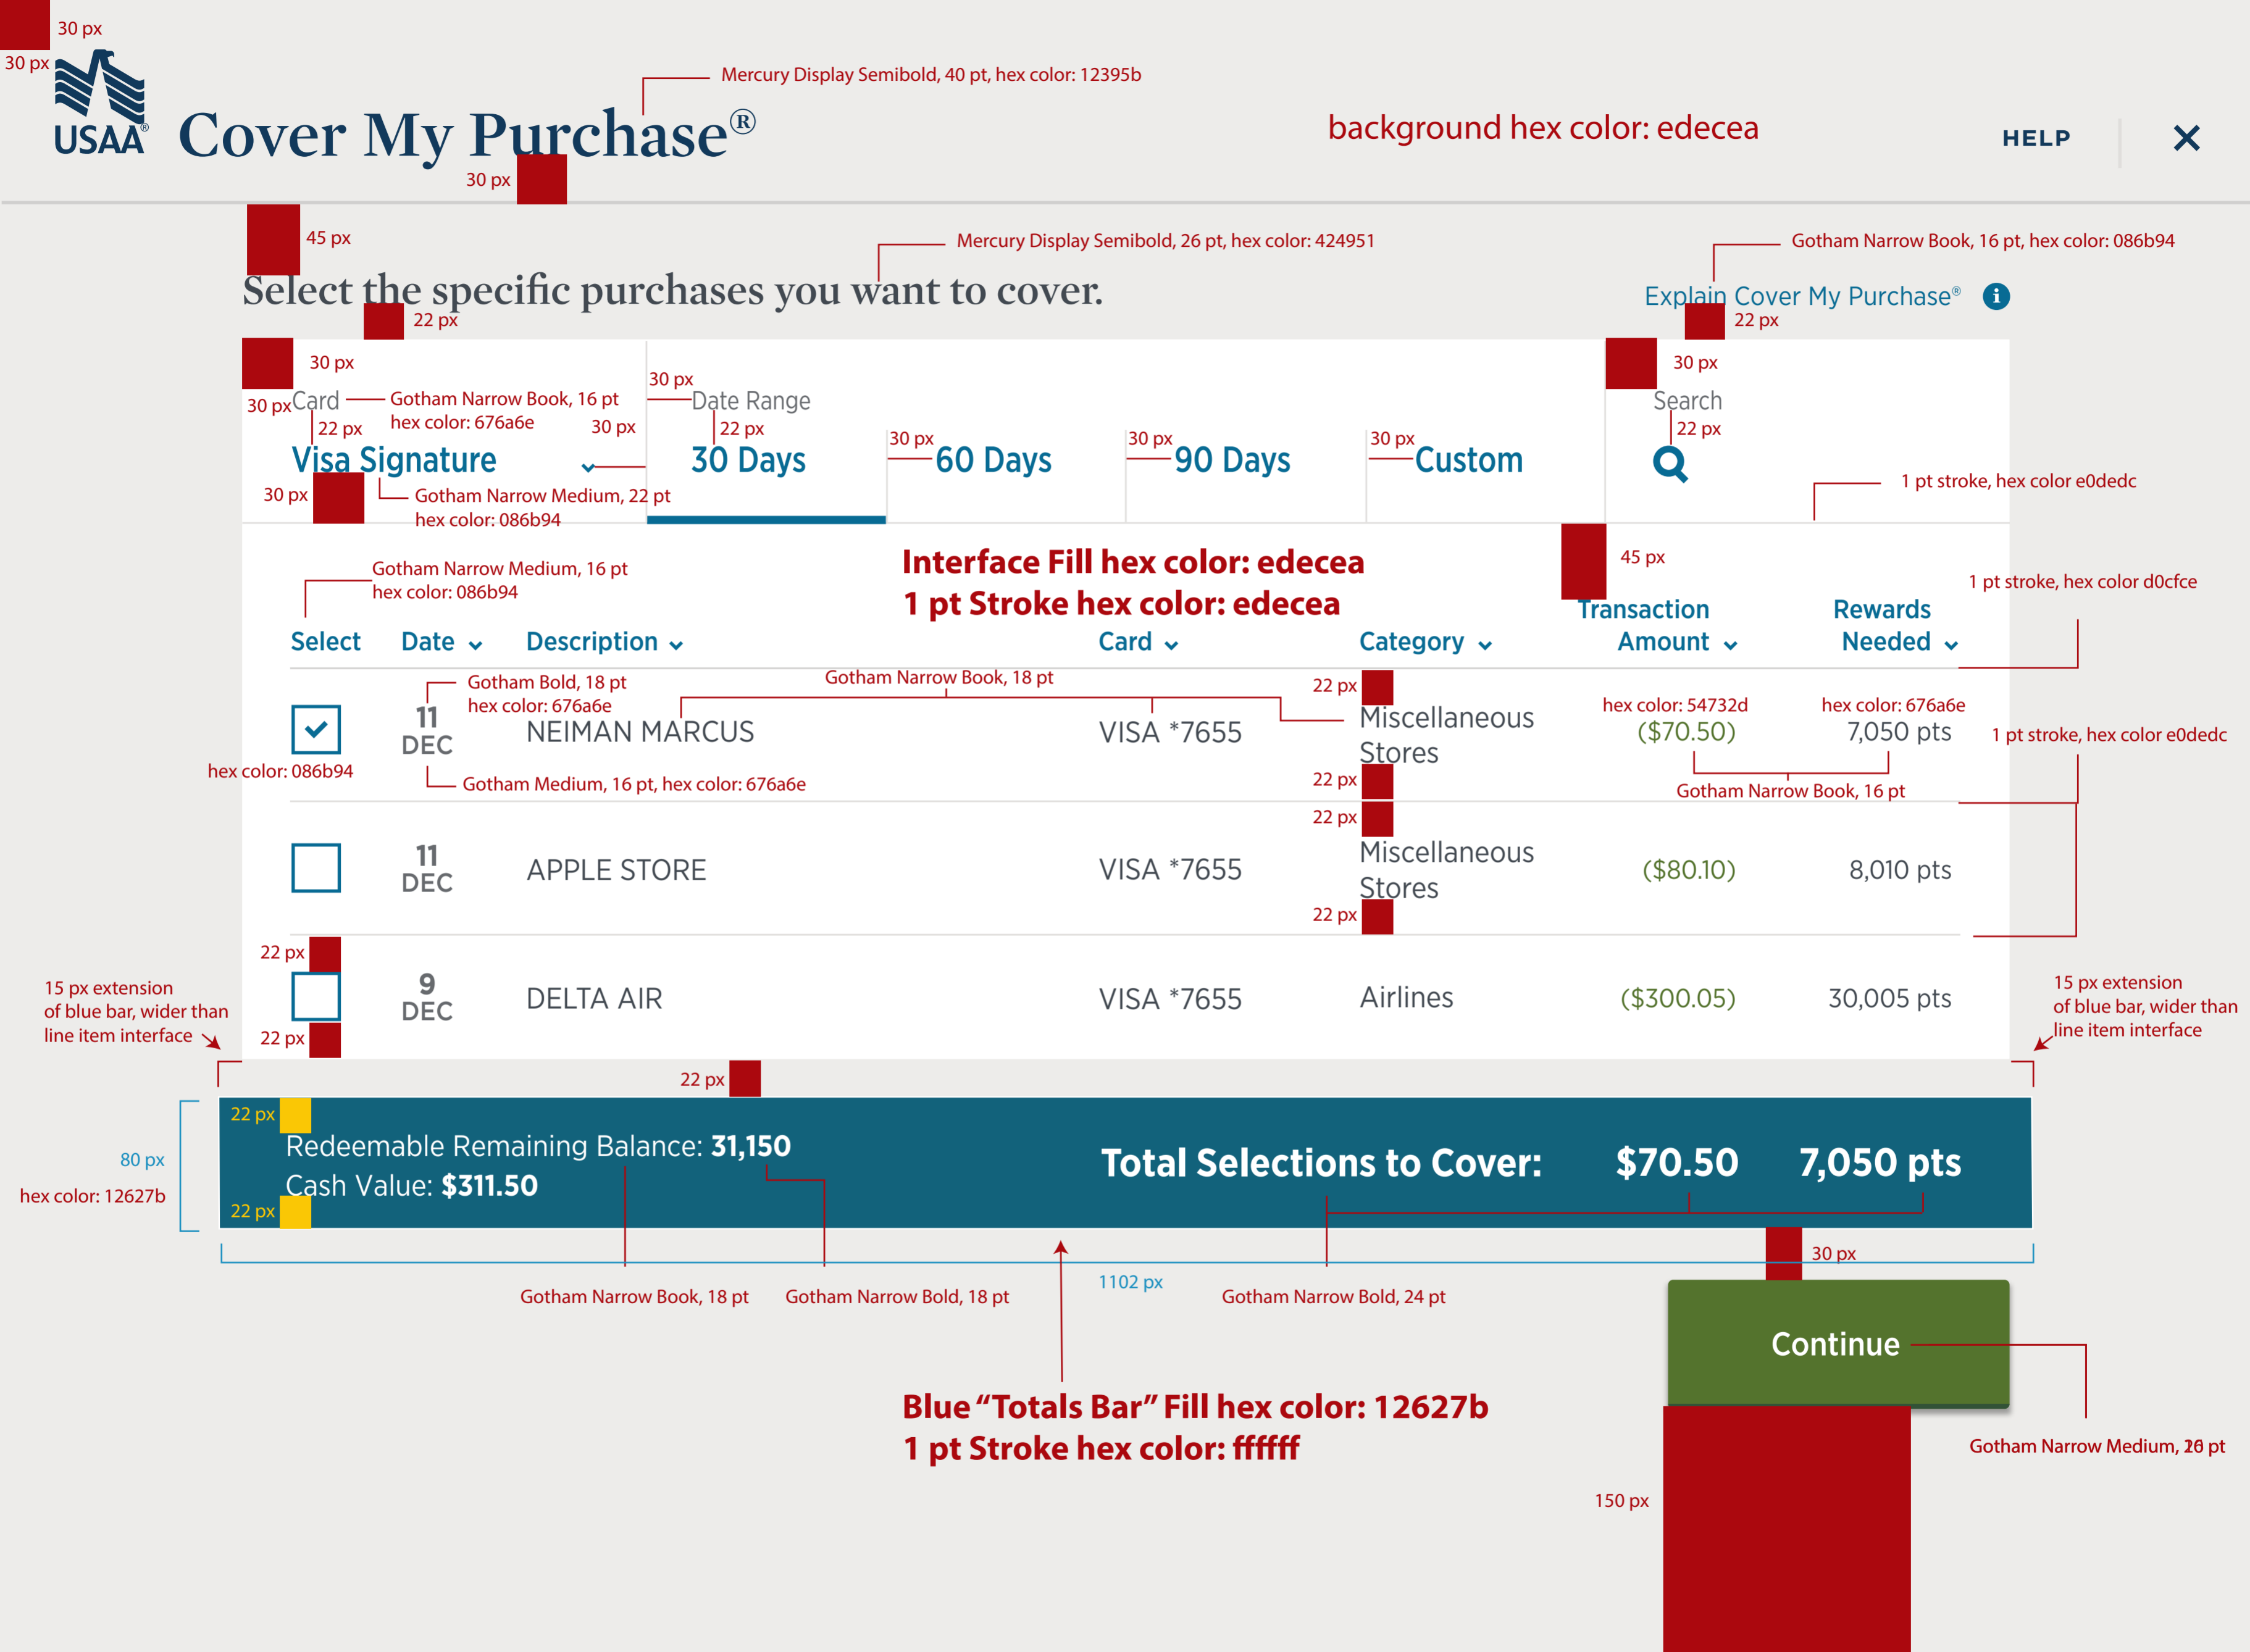 30 px
30 px
Mercury Display Semibold, 40 pt, hex color: 12395b
USAA®
Cover My Purchase®
background hex color: edecea
HELP
30 px
45 px
Mercury Display Semibold, 26 pt, hex color: 424951
Gotham Narrow Book, 16 pt, hex color: 086b94
Select the specific purchases you want to cover.
Explain Cover My Purchase®
i
22 px
22 px
30 px
30 px
30 px
30 px
Card
Gotham Narrow Book, 16 pt
hex color: 676a6e
Date Range
Search
22 px
30 px
22 px
22 px
Visa Signature
30 Days
30 px
60 Days
30 px
90 Days
30 px
Custom
30 px
Gotham Narrow Medium, 22 pt
hex color: 086b94
1 pt stroke, hex color e0dedc
Interface Fill hex color: edecea
1 pt Stroke hex color: edecea
45 px
Gotham Narrow Medium, 16 pt
hex color: 086b94
1 pt stroke, hex color d0cfce
Select
Date
Description
Card
Category
Transaction
Amount
Rewards
Needed
Gotham Bold, 18 pt
hex color: 676a6e
Gotham Narrow Book, 18 pt
22 px
hex color: 54732d
hex color: 676a6e
11
DEC
NEIMAN MARCUS
VISA *7655
Miscellaneous
Stores
($70.50)
7,050 pts
1 pt stroke, hex color e0dedc
hex color: 086b94
Gotham Medium, 16 pt, hex color: 676a6e
22 px
Gotham Narrow Book, 16 pt
22 px
11
DEC
APPLE STORE
VISA *7655
Miscellaneous
Stores
($80.10)
8,010 pts
22 px
22 px
9
DEC
DELTA AIR
VISA *7655
Airlines
($300.05)
30,005 pts
22 px
15 px extension
of blue bar, wider than
line item interface
15 px extension
of blue bar, wider than
line item interface
22 px
22 px
Redeemable Remaining Balance: 31,150
Cash Value: $311.50
22 px
Total Selections to Cover:
$70.50
7,050 pts
80 px
hex color: 12627b
30 px
1102 px
Gotham Narrow Book, 18 pt
Gotham Narrow Bold, 18 pt
Gotham Narrow Bold, 24 pt
Continue
Blue “Totals Bar” Fill hex color: 12627b
1 pt Stroke hex color: ffffff
Gotham Narrow Medium, pt
150 px